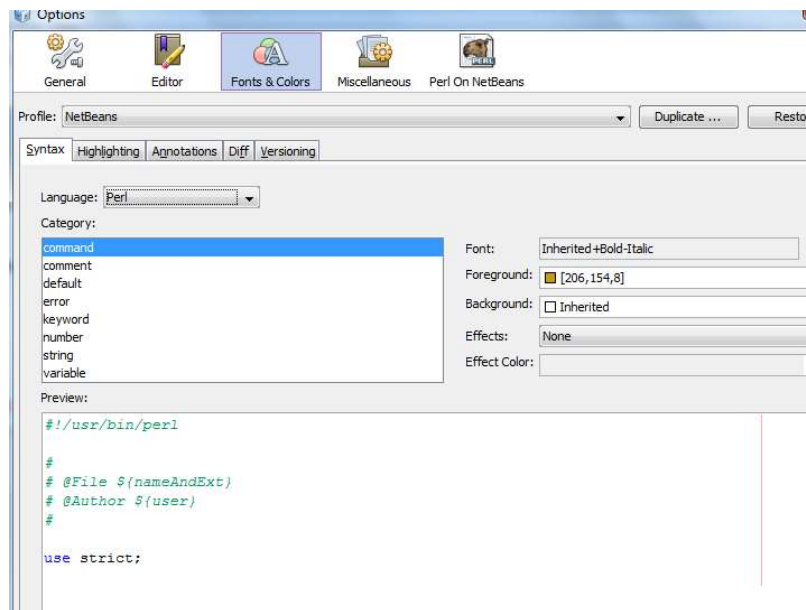 Options
General Editor Fonts & Colors Miscellaneous Perl On NetBeans
Profile: NetBeans Duplicate ... Resto
Syntax Highlighting Annotations Diff Versioning
Language: Perl
Category:
command
comment
default
error
keyword
number
string
variable
Font: Inherited+Bold-Italic
Foreground: [206,154,8]
Background: Inherited
Effects: None
Effect Color:
Preview:
#!/usr/bin/perl
#
# @File ${nameAndExt}
# @Author ${user}
#
use strict;